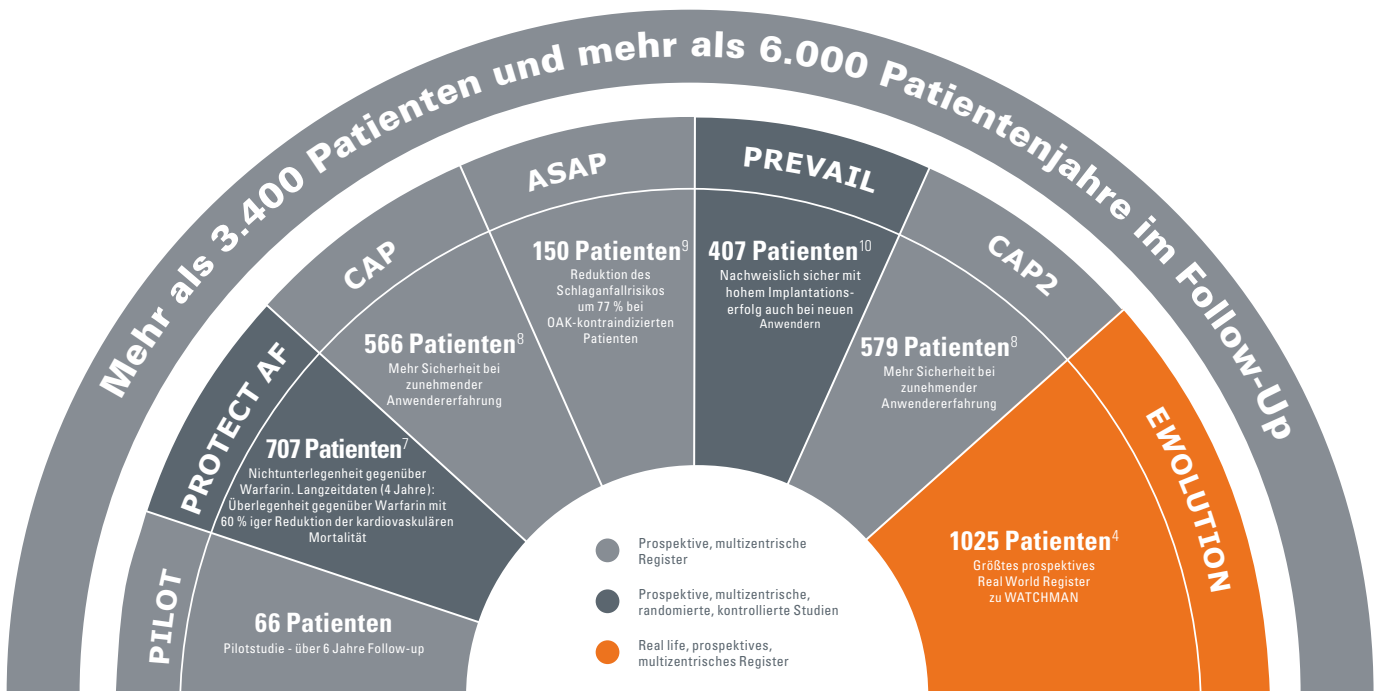 Mehr als 3.400 Patienten und mehr als 6.000 Patientenjahre im Follow-Up
PILOT
66 Patienten
Pilotstudie - über 6 Jahre Follow-up
PROTECT AF
707 Patienten7
Nichtunterlegenheit gegenüber
Warfarin. Langzeitdaten (4 Jahre):
Überlegenheit gegenüber Warfarin mit
60 % iger Reduktion der kardiovaskulären
Mortalität
CAP
566 Patienten8
Mehr Sicherheit bei
zunehmender
Anwendererfahrung
ASAP
150 Patienten9
Reduktion des
Schlaganfallrisikos
um 77 % bei
OAK-kontraindizierten
Patienten
PREVAIL
407 Patienten10
Nachweislich sicher mit
hohem Implantations-
erfolg auch bei neuen
Anwendern
CAP2
579 Patienten8
Mehr Sicherheit bei
zunehmender
Anwendererfahrung
EWOLUTION
1025 Patienten4
Größtes prospektives
Real World Register
zu WATCHMAN
Prospektive, multizentrische
Register
Prospektive, multizentrische,
randomierte, kontrollierte Studien
Real life, prospektives,
multizentrisches Register